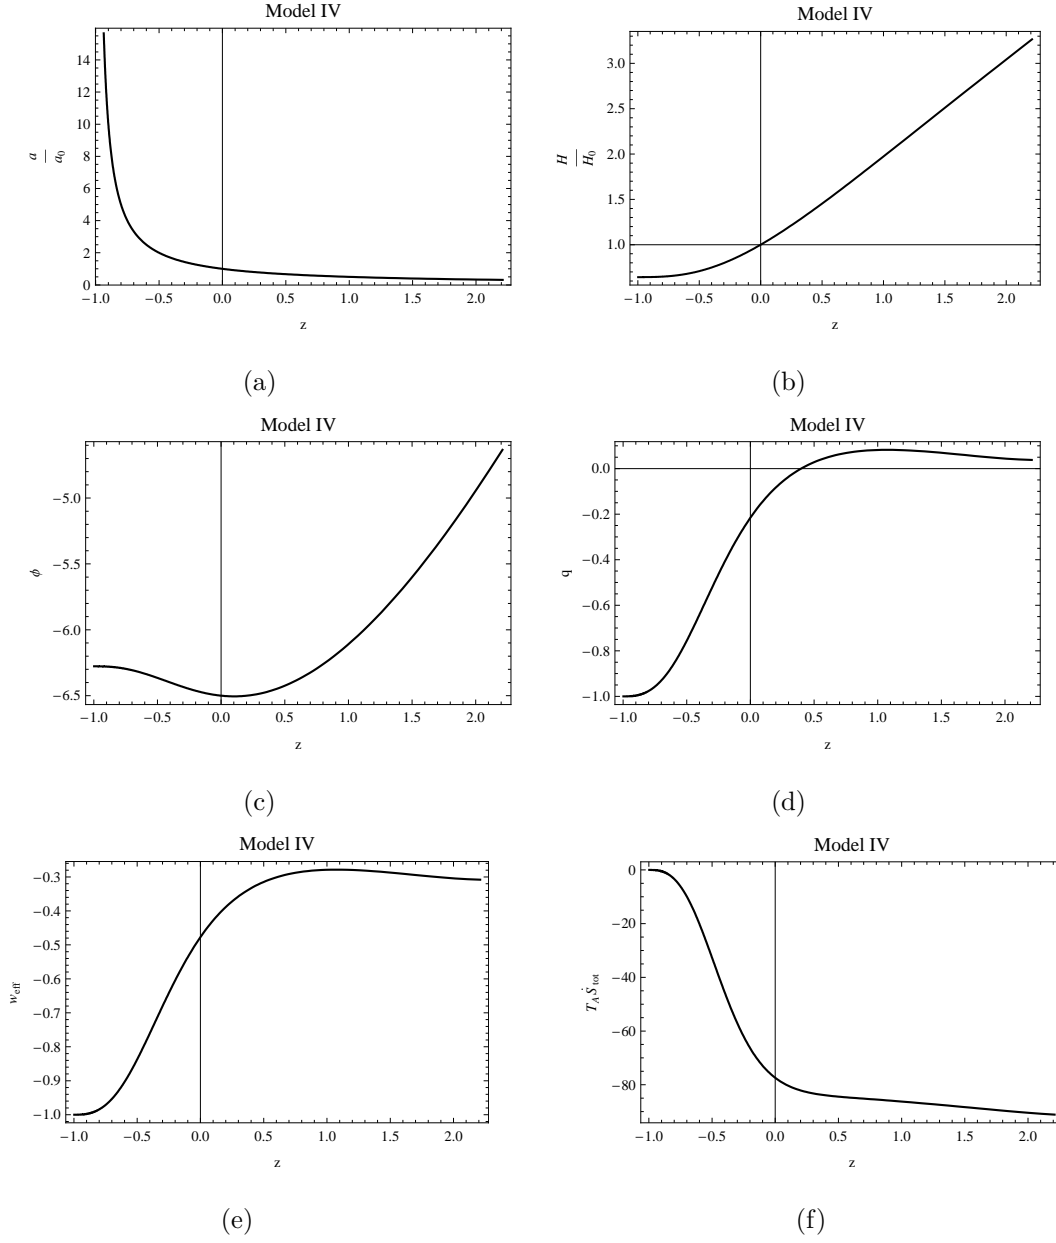 Model IV
14
12
10
8
6
4
2
0
a
a₀
−1.0 −0.5 0.0 0.5 1.0 1.5 2.0
z
(a)
Model IV
3.0
2.5
2.0
1.5
1.0
H
H₀
−1.0 −0.5 0.0 0.5 1.0 1.5 2.0
z
(b)
Model IV
−5.0
−5.5
−6.0
−6.5
ϕ
−1.0 −0.5 0.0 0.5 1.0 1.5 2.0
z
(c)
Model IV
0.0
−0.2
−0.4
−0.6
−0.8
−1.0
q
−1.0 −0.5 0.0 0.5 1.0 1.5 2.0
z
(d)
Model IV
−0.3
−0.4
−0.5
−0.6
−0.7
−0.8
−0.9
−1.0
w_eff
−1.0 −0.5 0.0 0.5 1.0 1.5 2.0
z
(e)
Model IV
0
−20
−40
−60
−80
T_A Ṡ_tot
−1.0 −0.5 0.0 0.5 1.0 1.5 2.0
z
(f)